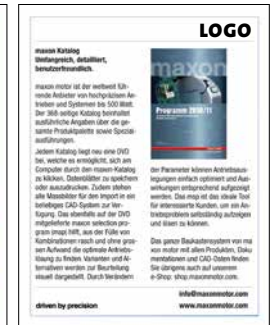 LOGO
maxon Katalog
Umfangreich, detailliert,
benutzerfreundlich.
maxon motor ist der weltweit füh-
rende Anbieter von hochpräzisen An-
trieben und Systemen bis 500 Watt.
Der 368-seitige Katalog beinhaltet
ausführliche Angaben über die ge-
samte Produktpalette sowie Spezial-
ausführungen.
Jedem Katalog liegt neu eine DVD
bei, welche es ermöglicht, sich am
Computer durch den maxon-Katalog
zu klicken, Datenblätter zu speichern
oder auszudrucken. Zudem stehen
alle Massbilder für den Import in ein
beliebiges CAD-System zur Ver-
fügung. Das ebenfalls auf der DVD
mitgelieferte maxon selection pro-
gram (msp) hilft, aus der Fülle von
Kombinationen rasch und ohne gros-
sen Aufwand die optimale Antriebs-
lösung zu finden. Varianten und Al-
ternativen werden zur Beurteilung
visuell dargestellt. Durch Verändern
maxon
Programm 2010/11
der Parameter können Antriebsaus-
legungen einfach optimiert und Aus-
wirkungen entsprechend aufgezeigt
werden. Das msp ist das ideale Tool
für interessierte Kunden, um ein An-
triebsproblem selbständig aufzeigen
und lösen zu können.
Das ganze Baukastensystem von ma-
xon motor mit allen Produkten, Doku
mentationen und CAD-Daten finden
Sie übrigens auch auf unserem
e-Shop: shop.maxonmotor.com.
info@maxonmotor.com
www.maxonmotor.com
driven by precision